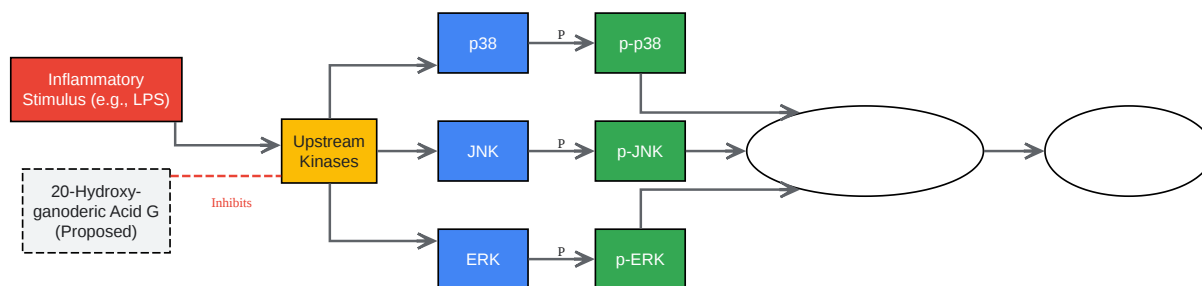 Inflammatory
Stimulus (e.g., LPS)
20-Hydroxy-
ganoderic Acid G
(Proposed)
Inhibits
Upstream
Kinases
p38
P
p-p38
JNK
P
p-JNK
ERK
P
p-ERK